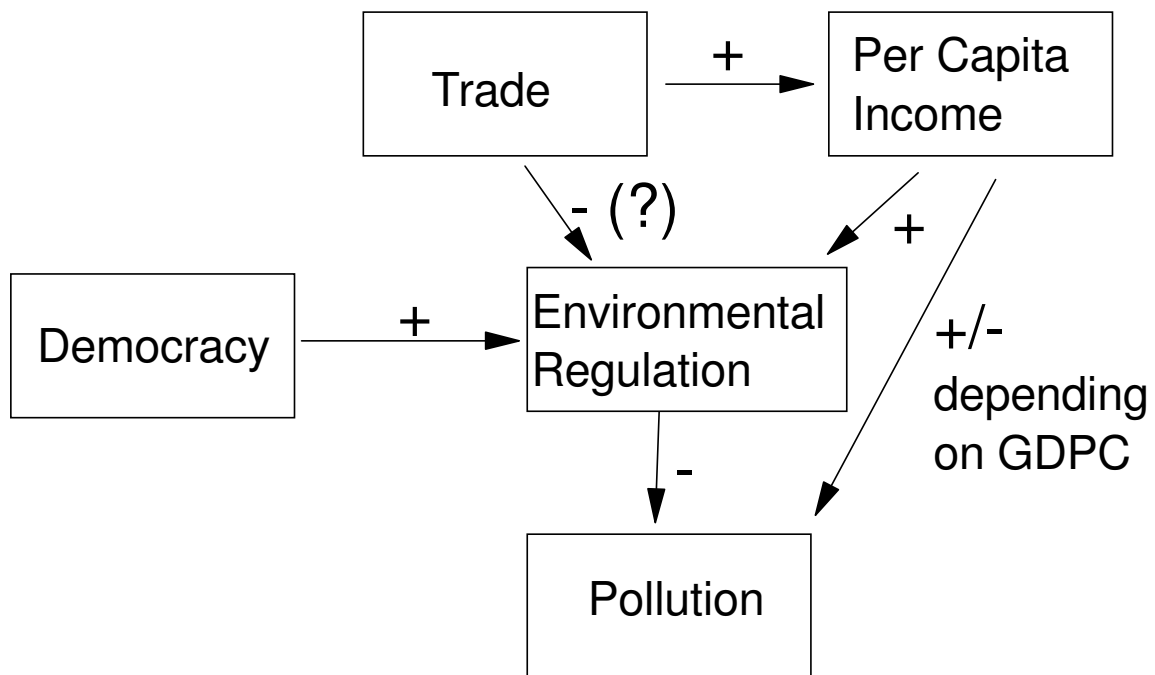 Trade
+
Per Capita
Income
- (?)
+
Democracy
+
Environmental
Regulation
+/-
depending
on GDPC
-
Pollution